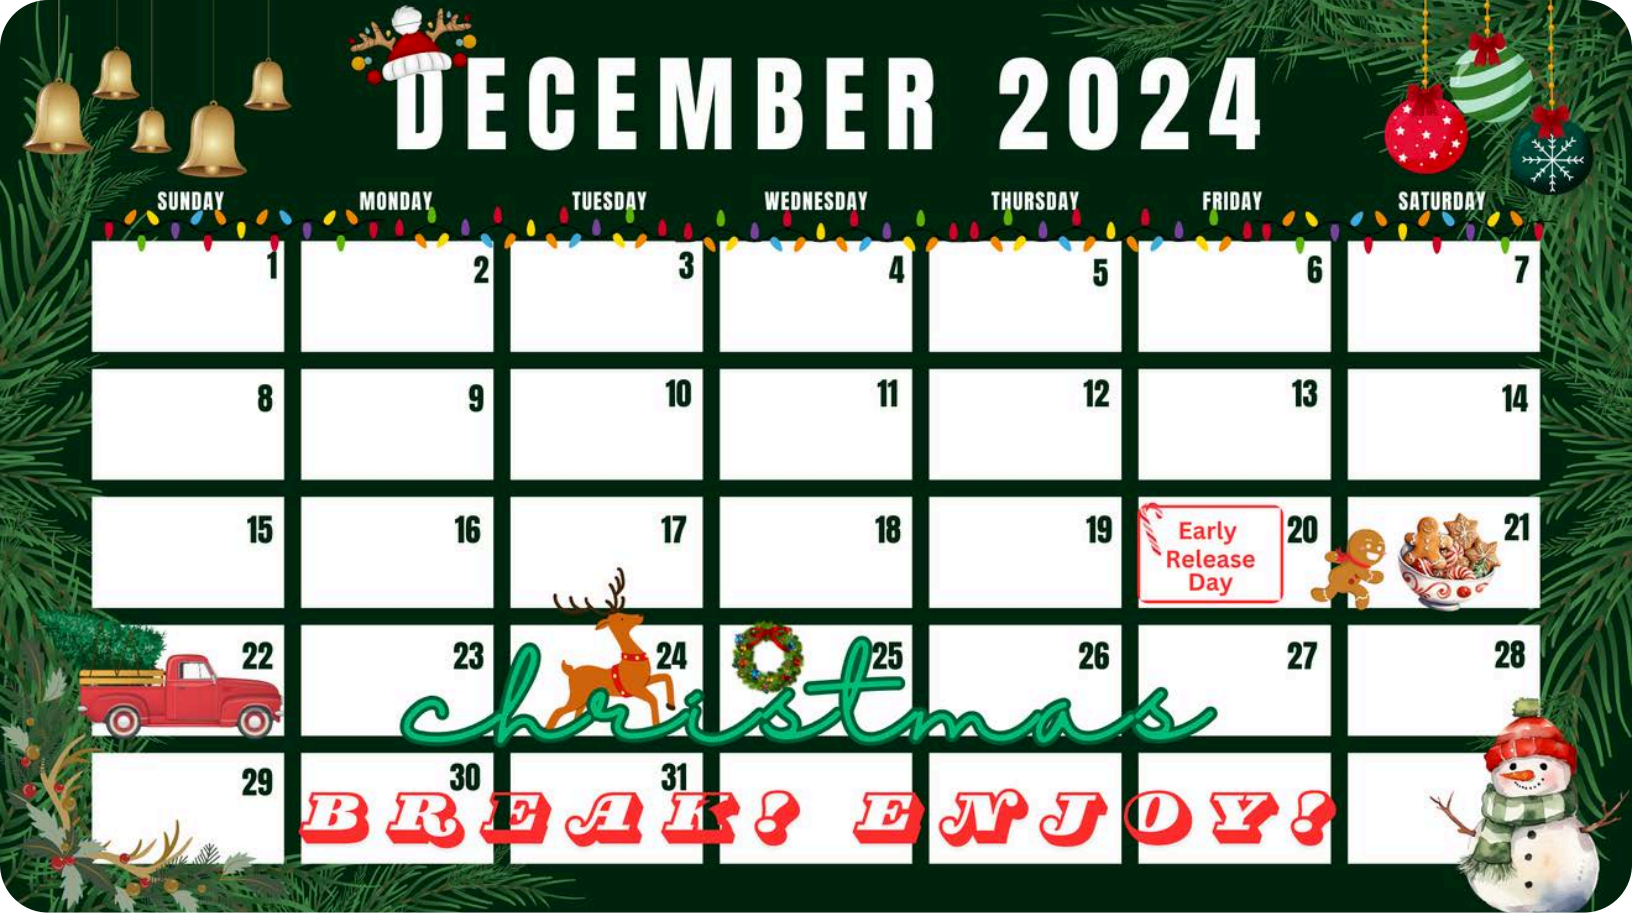 DECEMBER 2024
SUNDAY MONDAY TUESDAY WEDNESDAY THURSDAY FRIDAY SATURDAY
1 2 3 4 5 6 7
8 9 10 11 12 13 14
15 16 17 18 19 20 21
Early
Release
Day
22 23 24 25 26 27 28
christmas
29 30 31
BREAK! ENJOY!